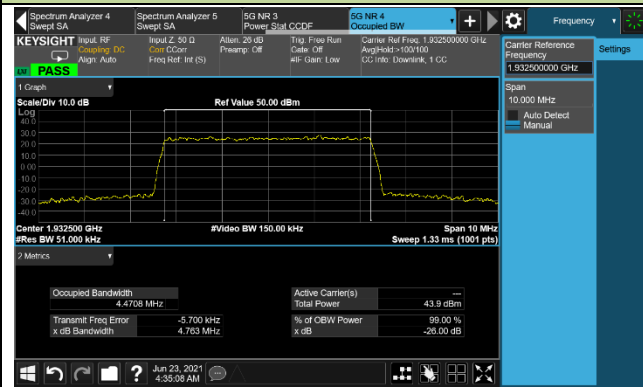 Spectrum Analyzer 4
Swept SA
Spectrum Analyzer 5
Swept SA
5G NR 3
Power Stat CCDF
5G NR 4
Occupied BW
Frequency
KEYSIGHT
Input: RF
Coupling: DC
Align: Auto
Input Z: 50 Ω
Corr CCorr
Freq Ref: Int (S)
Atten: 26 dB
Preamp: Off
Trig: Free Run
Gate: Off
#IF Gain: Low
Carrier Ref Freq: 1.932500000 GHz
Avg|Hold:>100/100
CC Info: Downlink, 1 CC
LNI
PASS
Carrier Reference
Frequency
1.932500000 GHz
Settings
Span
10.000 MHz
Auto Detect
Manual
1 Graph
Scale/Div 10.0 dB
Ref Value 50.00 dBm
Log
40.0
30.0
20.0
10.0
0.00
-10.0
-20.0
-30.0
-40.0
Center 1.932500 GHz
#Video BW 150.00 kHz
Span 10 MHz
#Res BW 51.000 kHz
Sweep 1.33 ms (1001 pts)
2 Metrics
Occupied Bandwidth
4.4708 MHz
Active Carrier(s)
---
Total Power
43.9 dBm
Transmit Freq Error
-5.700 kHz
% of OBW Power
99.00 %
x dB Bandwidth
4.763 MHz
x dB
-26.00 dB
?
Jun 23, 2021
4:35:08 AM